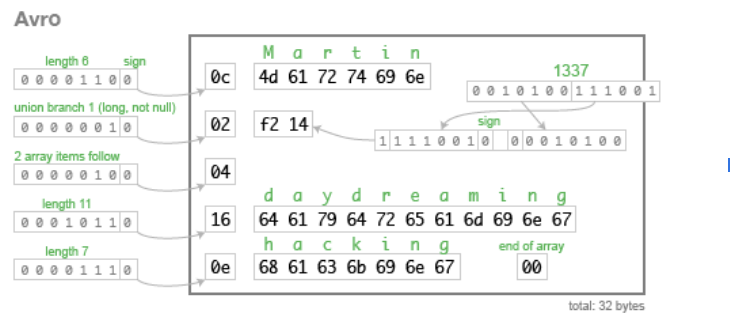 Avro
length 6 sign
0 0 0 0 1 1 0 0
0c
M a r t i n
4d 61 72 74 69 6e
1337
0 0 1 0 1 0 0 1 1 1 0 0 1
union branch 1 (long, not null)
0 0 0 0 0 0 1 0
02
f2 14
sign
1 1 1 1 0 0 1 0 0 0 0 1 0 1 0 0
2 array items follow
0 0 0 0 0 1 0 0
04
length 11
0 0 0 1 0 1 1 0
16
d a y d r e a m i n g
64 61 79 64 72 65 61 6d 69 6e 67
length 7
0 0 0 0 1 1 1 0
0e
h a c k i n g
68 61 63 6b 69 6e 67
end of array
00
total: 32 bytes